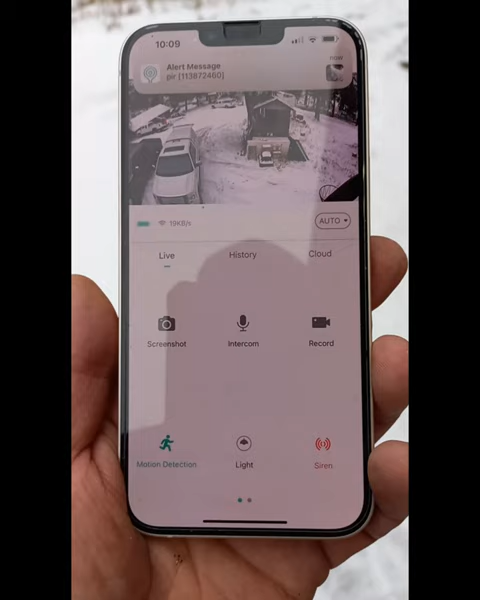 10:09
Alert Message
now
pir (113872460)
19KB/s
AUTO
Live
History
Cloud
Screenshot
Intercom
Record
Motion Detection
Light
Siren